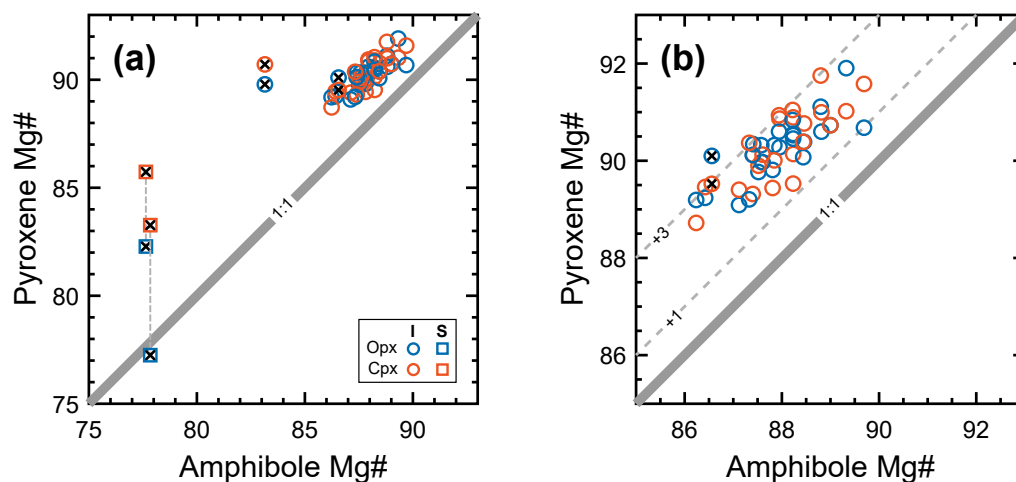 (a)
Pyroxene Mg#
90
85
80
75
75
80
85
90
Amphibole Mg#
1:1
I S
Opx
Cpx
(b)
Pyroxene Mg#
92
90
88
86
86
88
90
92
Amphibole Mg#
+3
+1
1:1